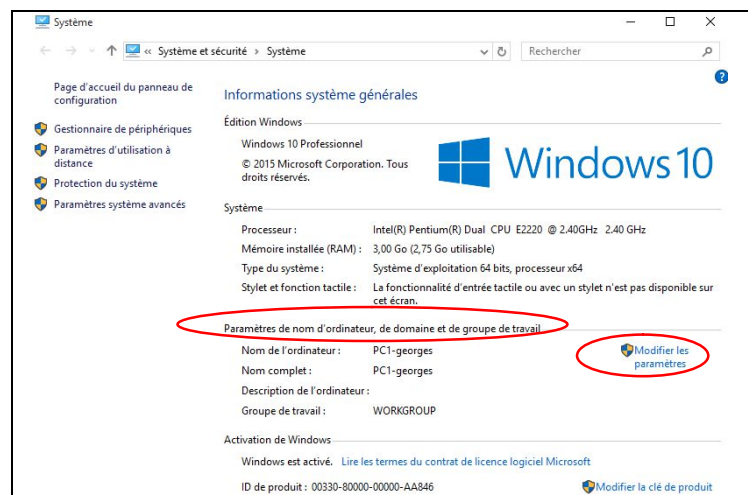 Système
« Système et sécurité › Système
Rechercher
?
Page d'accueil du panneau de
configuration
Gestionnaire de périphériques
Paramètres d'utilisation à
distance
Protection du système
Paramètres système avancés
Informations système générales
Édition Windows
Windows 10 Professionnel
© 2015 Microsoft Corporation. Tous
droits réservés.
Windows 10
Système
Processeur : Intel(R) Pentium(R) Dual CPU E2220 @ 2.40GHz 2.40 GHz
Mémoire installée (RAM) : 3,00 Go (2,75 Go utilisable)
Type du système : Système d'exploitation 64 bits, processeur x64
Stylet et fonction tactile : La fonctionnalité d'entrée tactile ou avec un stylet n'est pas disponible sur
cet écran.
Paramètres de nom d'ordinateur, de domaine et de groupe de travail
Nom de l'ordinateur : PC1-georges
Modifier les
paramètres
Nom complet : PC1-georges
Description de l'ordinateur :
Groupe de travail : WORKGROUP
Activation de Windows
Windows est activé. Lire les termes du contrat de licence logiciel Microsoft
ID de produit : 00330-80000-00000-AA846
Modifier la clé de produit